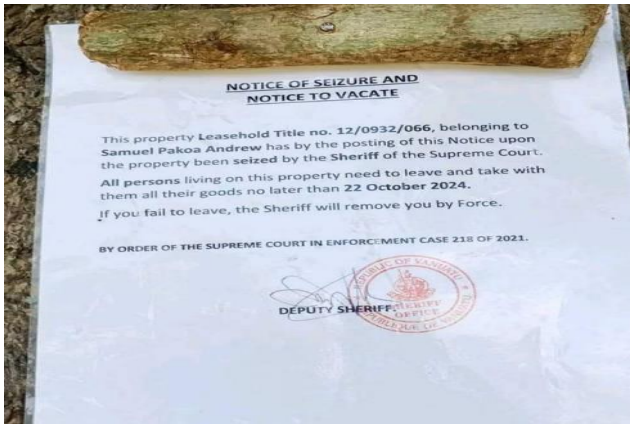 NOTICE OF SEIZURE AND
NOTICE TO VACATE
This property Leasehold Title no. 12/0932/066, belonging to
Samuel Pakoa Andrew has by the posting of this Notice upon
the property been seized by the Sheriff of the Supreme Court.
All persons living on this property need to leave and take with
them all their goods no later than 22 October 2024.
If you fail to leave, the Sheriff will remove you by Force.
BY ORDER OF THE SUPREME COURT IN ENFORCEMENT CASE 218 OF 2021.
DEPUTY SHERIFF.
REPUBLIC OF VANUATU
SHERIFF
OFFICE
REPUBLIQUE DE VANUATU